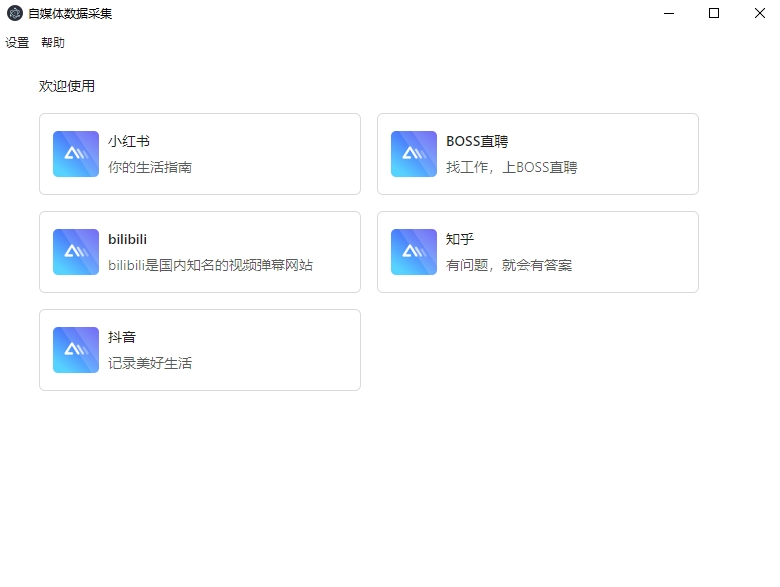 自媒体数据采集
设置 帮助
欢迎使用
小红书
你的生活指南
BOSS直聘
找工作，上BOSS直聘
bilibili
bilibili是国内知名的视频弹幕网站
知乎
有问题，就会有答案
抖音
记录美好生活